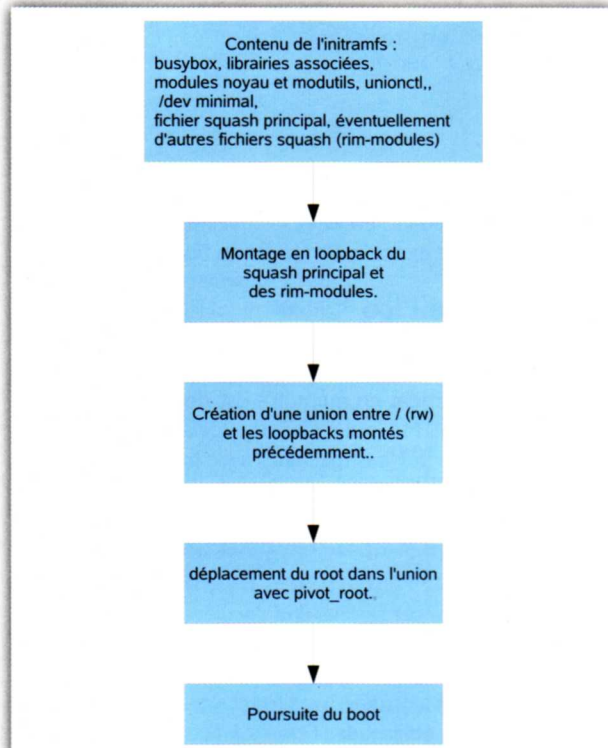 Contenu de l'initramfs :
busybox, librairies associées,
modules noyau et modutils, unionctl,,
/dev minimal,
fichier squash principal, éventuellement
d'autres fichiers squash (rim-modules)
Montage en loopback du
squash principal et
des rim-modules.
Création d'une union entre / (rw)
et les loopbacks montés
précédemment..
déplacement du root dans l'union
avec pivot_root.
Poursuite du boot